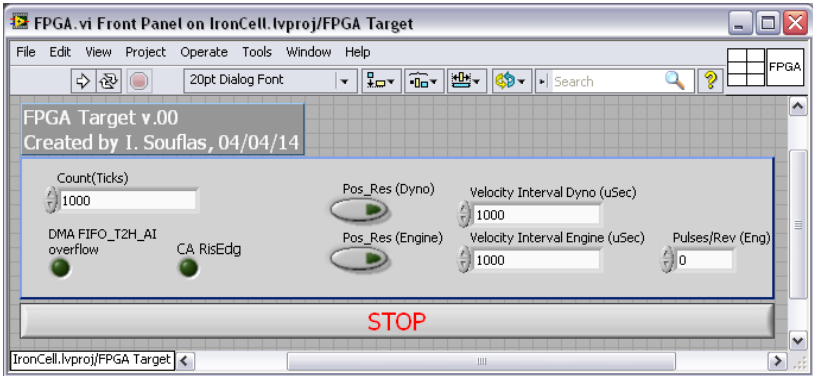 FPGA.vi Front Panel on IronCell.lvproj/FPGA Target
File Edit View Project Operate Tools Window Help
FPGA
20pt Dialog Font
Search
FPGA Target v.00
Created by I. Souflas, 04/04/14
Count(Ticks)
1000
Pos_Res (Dyno)
Velocity Interval Dyno (uSec)
1000
DMA FIFO_T2H_AI
overflow
CA RisEdg
Pos_Res (Engine)
Velocity Interval Engine (uSec)
1000
Pulses/Rev (Eng)
0
STOP
IronCell.lvproj/FPGA Target